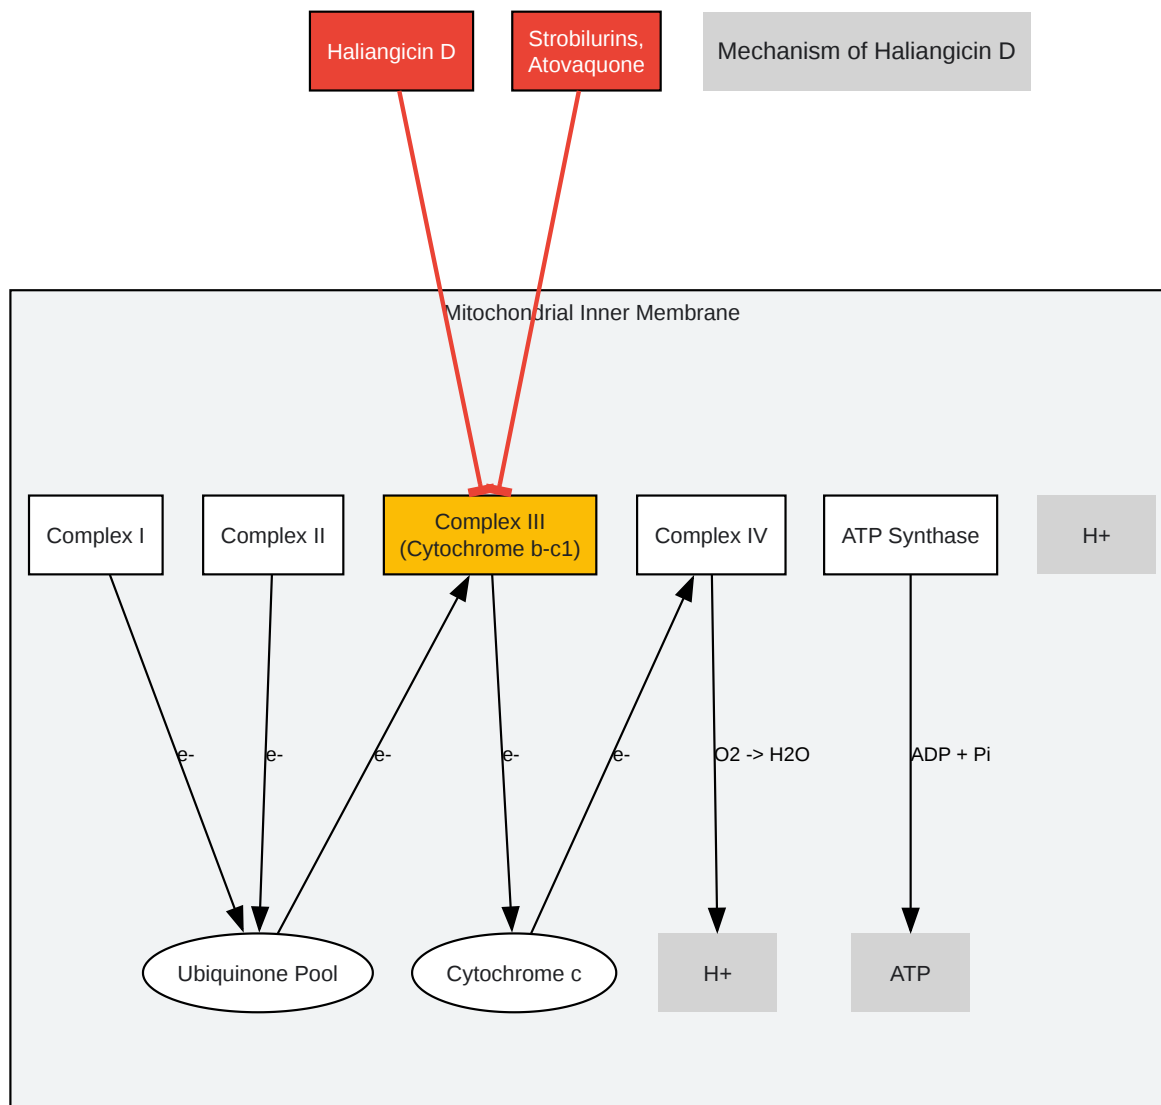 Haliangicin D
Strobilurins,
Atovaquone
Mechanism of Haliangicin D
Mitochondrial Inner Membrane
Complex I
Complex II
Complex III
(Cytochrome b-c1)
Complex IV
ATP Synthase
H+
e-
e-
e-
e-
e-
O2 -> H2O
ADP + Pi
Ubiquinone Pool
Cytochrome c
H+
ATP